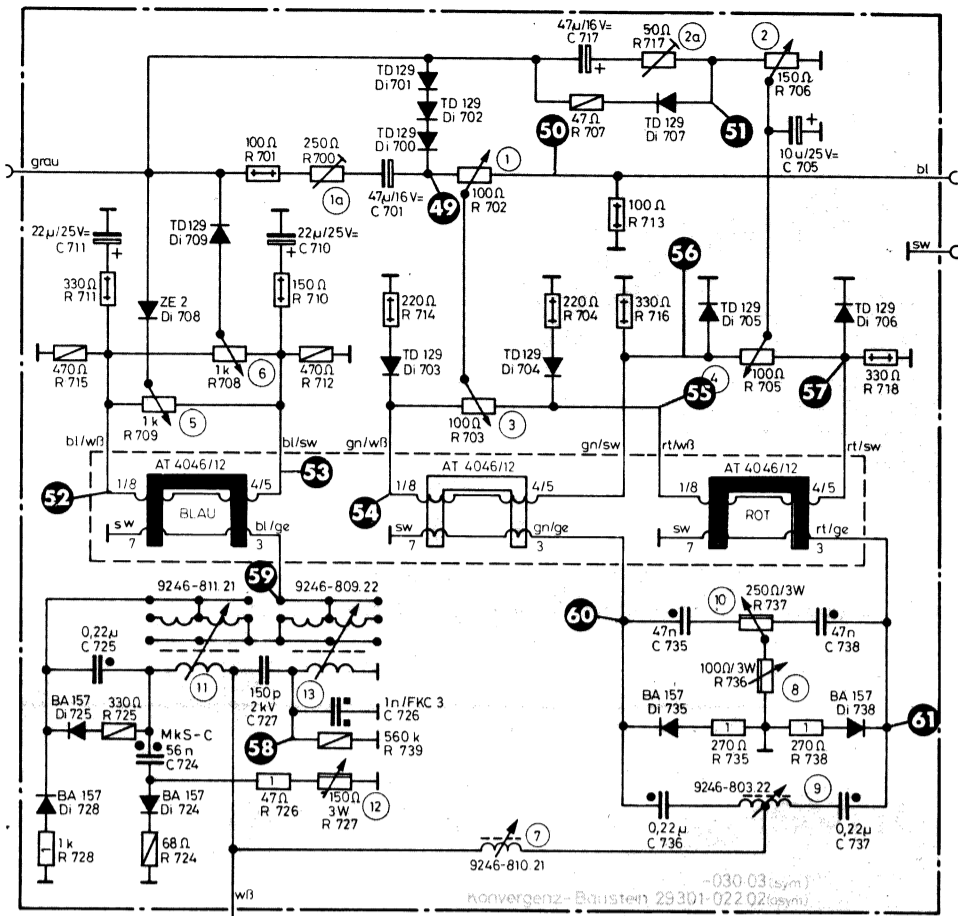 47µ/16V=
C 717
50Ω
R 717
2a
2
150Ω
R 706
TD 129
Di 701
TD 129
Di 702
TD 129
Di 700
47Ω
R 707
TD 129
Di 707
50
51
10µ/25V=
C 705
grau
100Ω
R 701
250Ω
R 700
1a
47µ/16V=
C 701
49
1
100Ω
R 702
bl
100Ω
R 713
sw
22µ/25V=
C 711
TD 129
Di 709
22µ/25V=
C 710
56
330Ω
R 711
ZE 2
Di 708
150Ω
R 710
220Ω
R 714
220Ω
R 704
330Ω
R 716
TD 129
Di 705
TD 129
Di 706
470Ω
R 715
1k
R 708
6
470Ω
R 712
TD 129
Di 703
TD 129
Di 704
100Ω
R 705
4
55
57
330Ω
R 718
1k
R 709
5
100Ω
R 703
3
bl/wß
bl/sw
gn/wß
gn/sw
rt/wß
rt/sw
53
AT 4046/12
AT 4046/12
AT 4046/12
52
1/8
4/5
54
1/8
4/5
1/8
4/5
BLAU
ROT
sw
7
bl/ge
3
sw
7
gn/ge
3
sw
7
rt/ge
3
9246-811.21
59
9246-809.22
60
10
250Ω/3W
R 737
0,22µ
C 725
47n
C 735
47n
C 738
11
150p
2kV
C 727
13
1n/FKC 3
C 726
100Ω/3W
R 736
8
BA 157
Di 725
330Ω
R 725
BA 157
Di 735
BA 157
Di 738
61
MkS-C
56n
C 724
58
560k
R 739
1
270Ω
R 735
1
270Ω
R 738
BA 157
Di 728
BA 157
Di 724
1
47Ω
R 726
150Ω
3W
R 727
12
9246-803.22
9
0,22µ
C 736
0,22µ
C 737
1
1k
R 728
68Ω
R 724
7
9246-810.21
wß
-030.03 (sym)
Konvergenz-Baustein 29301-022.02 (asym)